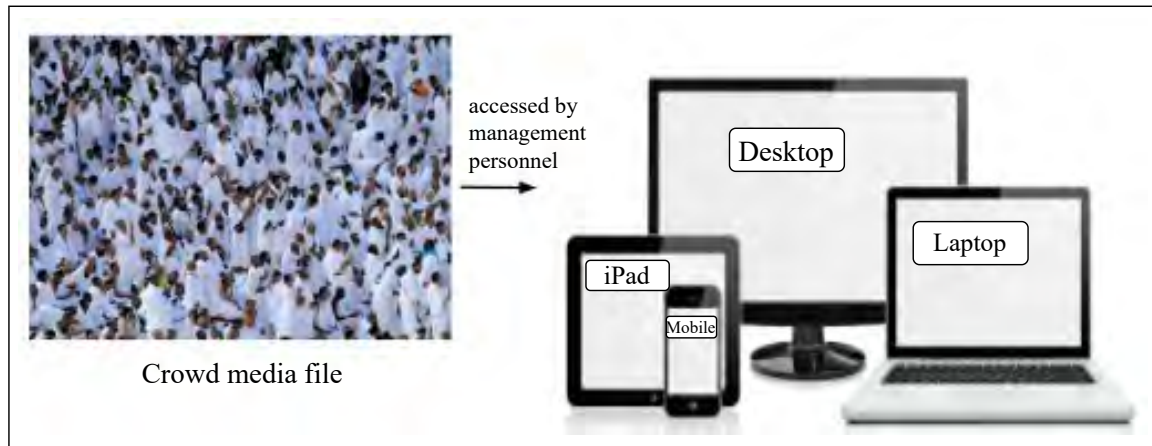 accessed by
management
personnel
Desktop
Laptop
iPad
Mobile
Crowd media file